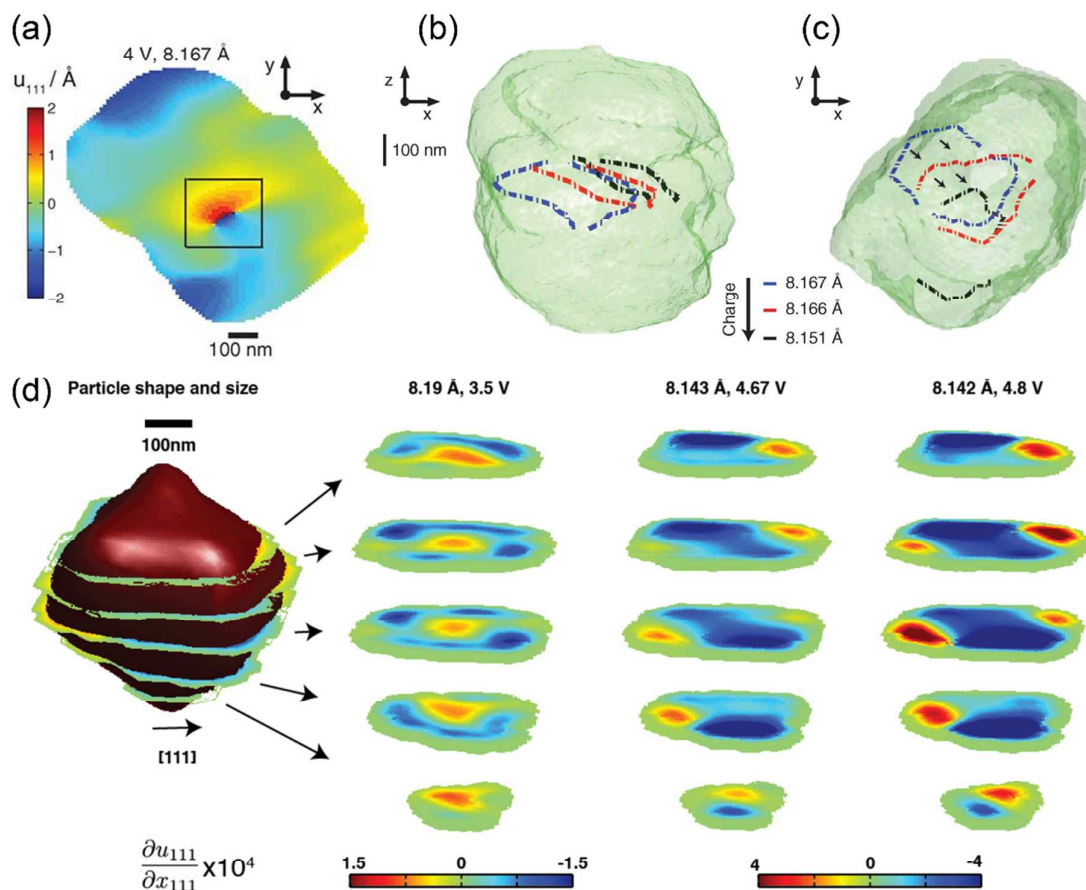 (a)
4 V, 8.167 Å
u111 / Å
2
1
0
-1
-2
y
x
100 nm
(b)
z
x
100 nm
Charge
8.167 Å
8.166 Å
8.151 Å
(c)
y
x
(d)
Particle shape and size
8.19 Å, 3.5 V
8.143 Å, 4.67 V
8.142 Å, 4.8 V
100nm
[111]
∂u111
∂x111
x10^4
1.5 0 -1.5
4 0 -4